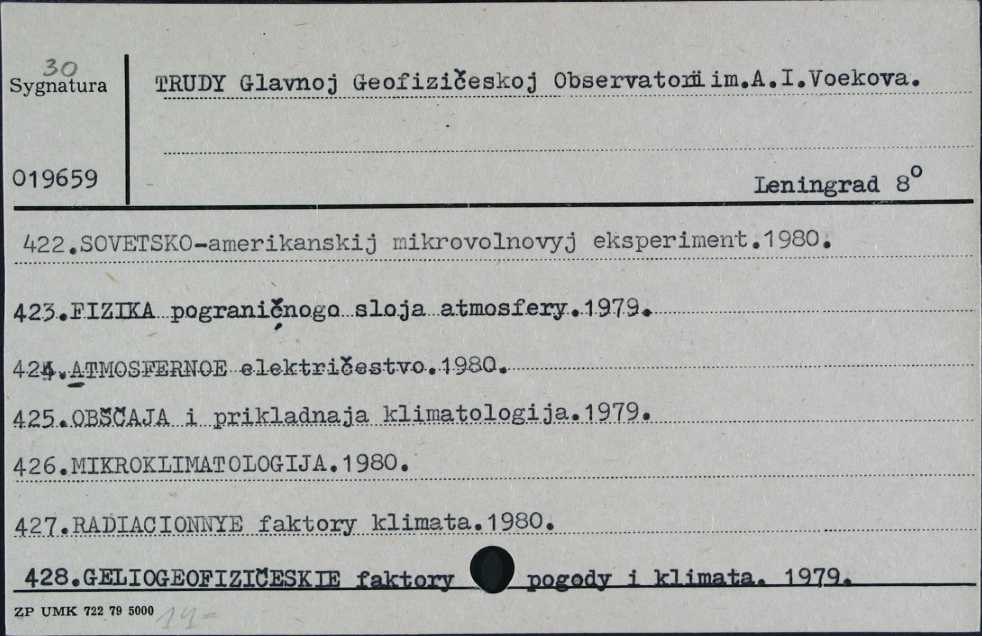 30
Sygnatura
TRUDY Glavnoj Geofizičeskoj Observatorii im.A.I.Voekova.
019659
Leningrad 8°
422.SOVETSKO-amerikanskij mikrovolnovyj eksperiment.1980.
423.FIZIKA pograničnogo sloja atmosfery.1979.
424.ATMOSFERNOE električestvo.1980.
425.OBŠČAJA i prikladnaja klimatologija.1979.
426.MIKROKLIMATOLOGIJA.1980.
427.RADIACIONNYE faktory klimata.1980.
428.GELIOGEOFIZIČESKIE faktory pogody i klimata. 1979.
ZP UMK 722 79 5000 14-